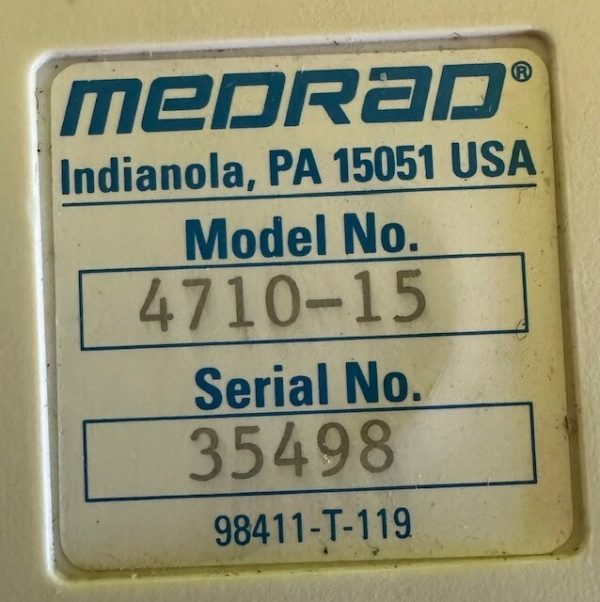 MEDRAD®
Indianola, PA 15051 USA
Model No.
4710-15
Serial No.
35498
98411-T-119